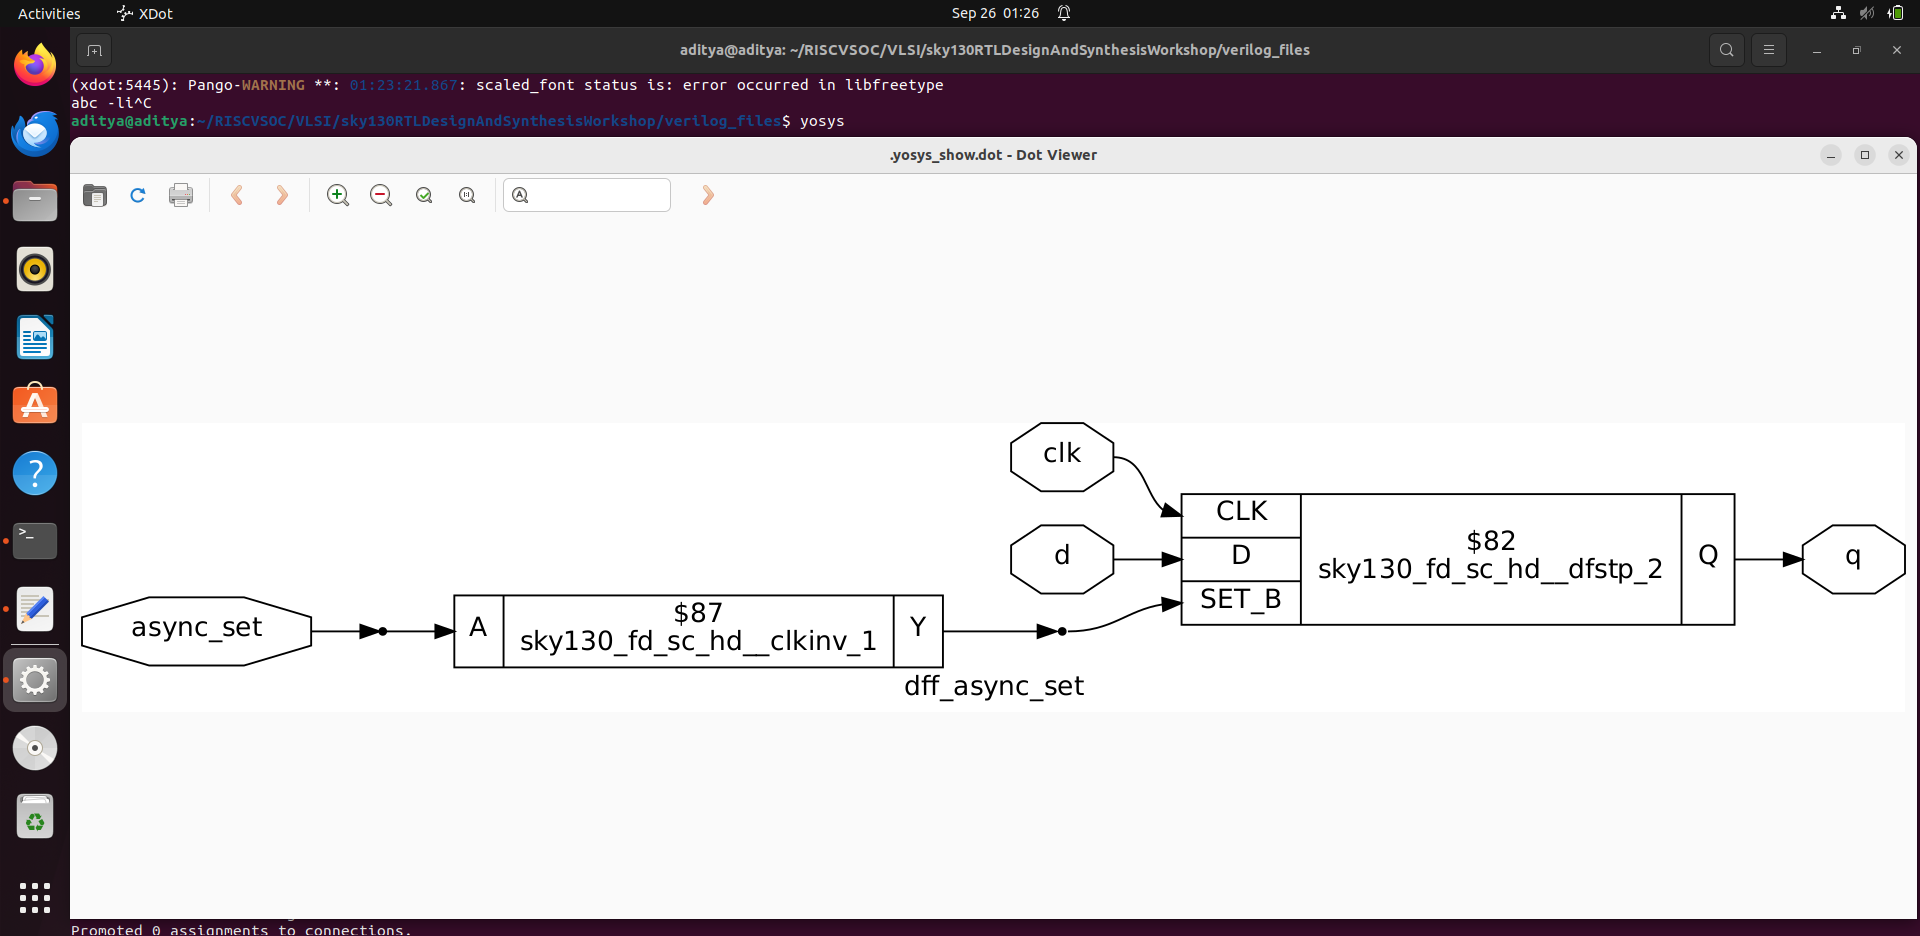 Activities
XDot
Sep 26 01:26
aditya@aditya: ~/RISCVSOC/VLSI/sky130RTLDesignAndSynthesisWorkshop/verilog_files
(xdot:5445): Pango-WARNING **: 01:23:21.867: scaled_font status is: error occurred in libfreetype
abc -li^C
aditya@aditya:~/RISCVSOC/VLSI/sky130RTLDesignAndSynthesisWorkshop/verilog_files$ yosys
.yosys_show.dot - Dot Viewer
clk
CLK
d
D
$82
sky130_fd_sc_hd__dfstp_2
Q
q
SET_B
async_set
A
$87
sky130_fd_sc_hd__clkinv_1
Y
dff_async_set
Promoted 0 assignments to connections.